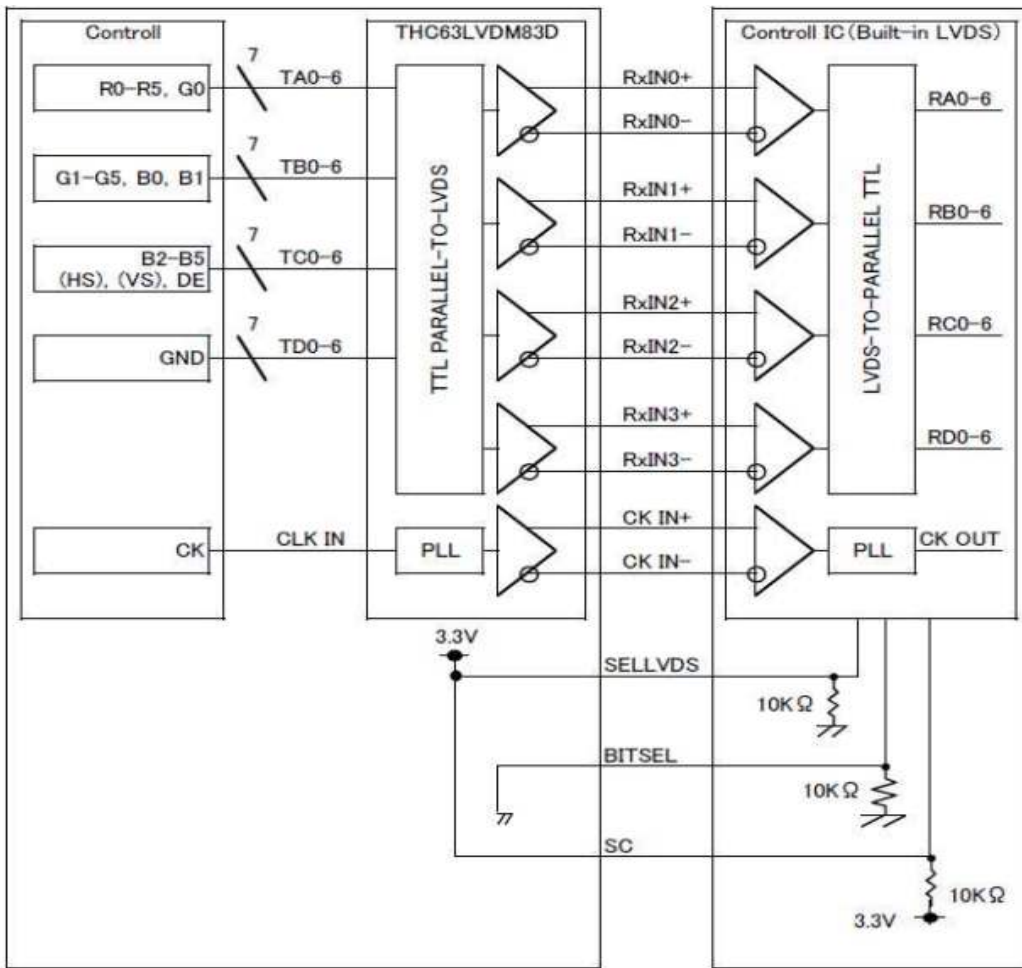 Controll
THC63LVDM83D
Controll IC(Built-in LVDS)
R0-R5, G0
7
TA0-6
G1-G5, B0, B1
7
TB0-6
B2-B5
(HS), (VS), DE
7
TC0-6
GND
7
TD0-6
CK
CLK IN
TTL PARALLEL-TO-LVDS
PLL
RxIN0+
RxIN0-
RxIN1+
RxIN1-
RxIN2+
RxIN2-
RxIN3+
RxIN3-
CK IN+
CK IN-
LVDS-TO-PARALLEL TTL
PLL
RA0-6
RB0-6
RC0-6
RD0-6
CK OUT
3.3V
SELLVDS
10KΩ
BITSEL
10KΩ
SC
10KΩ
3.3V